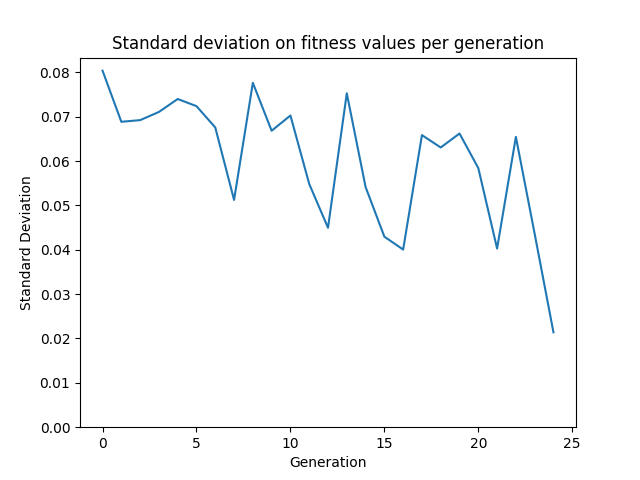 Standard deviation on fitness values per generation
0.08
0.07
0.06
0.05
0.04
0.03
0.02
0.01
0.00
Standard Deviation
0 5 10 15 20 25
Generation